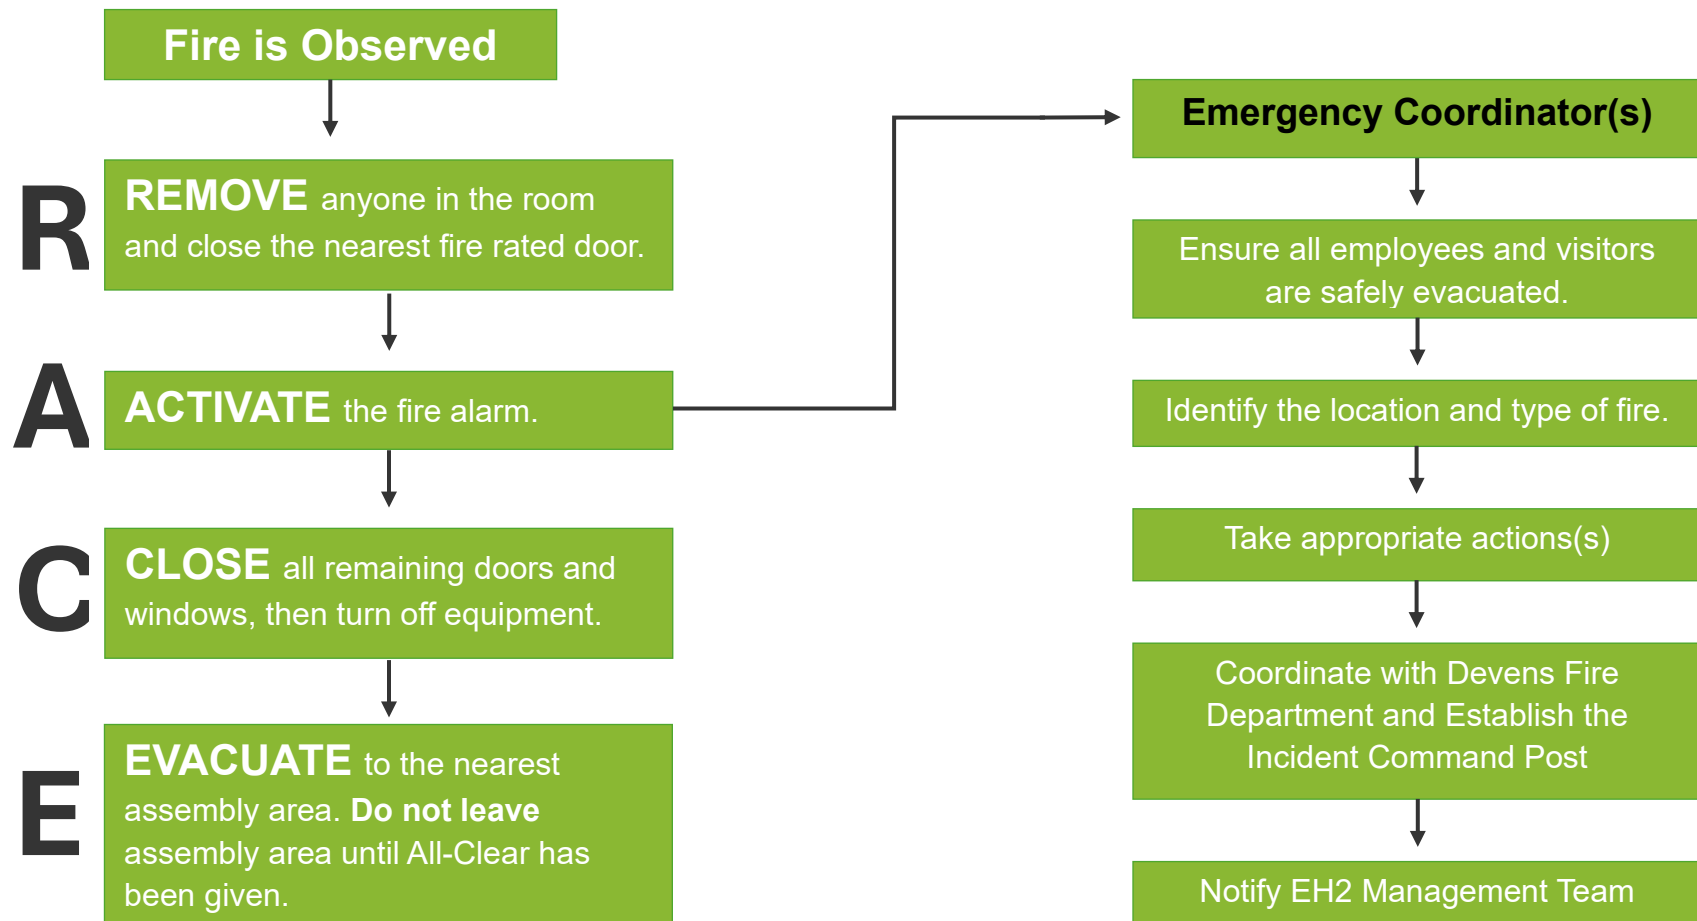 Fire is Observed
R
REMOVE anyone in the room
and close the nearest fire rated door.
A
ACTIVATE the fire alarm.
C
CLOSE all remaining doors and
windows, then turn off equipment.
E
EVACUATE to the nearest
assembly area. Do not leave
assembly area until All-Clear has
been given.
Emergency Coordinator(s)
Ensure all employees and visitors
are safely evacuated.
Identify the location and type of fire.
Take appropriate actions(s)
Coordinate with Devens Fire
Department and Establish the
Incident Command Post
Notify EH2 Management Team